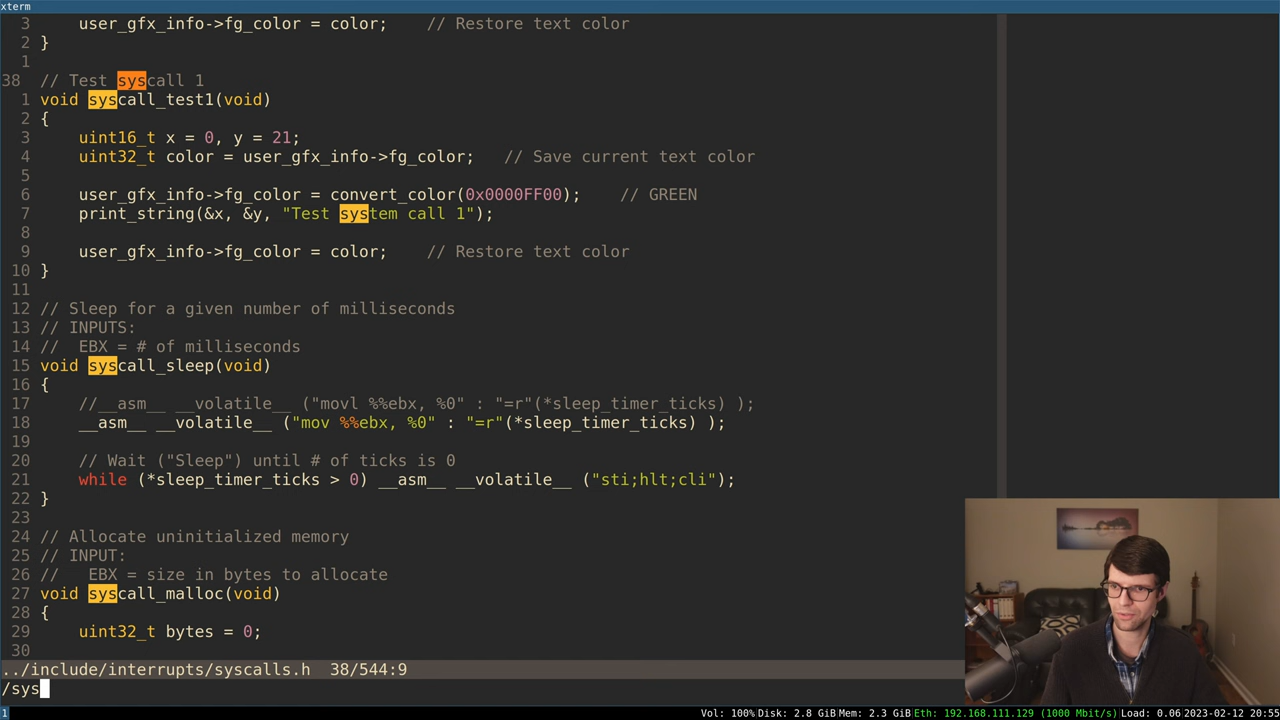 xterm
3     user_gfx_info->fg_color = color;    // Restore text color
2 }
1
38  // Test syscall 1
1 void syscall_test1(void)
2 {
3     uint16_t x = 0, y = 21;
4     uint32_t color = user_gfx_info->fg_color;   // Save current text color
5
6     user_gfx_info->fg_color = convert_color(0x0000FF00);    // GREEN
7     print_string(&x, &y, "Test system call 1");
8
9     user_gfx_info->fg_color = color;    // Restore text color
10 }
11
12 // Sleep for a given number of milliseconds
13 // INPUTS:
14 //  EBX = # of milliseconds
15 void syscall_sleep(void)
16 {
17     //__asm__ __volatile__ ("movl %%ebx, %0" : "=r"(*sleep_timer_ticks) );
18     __asm__ __volatile__ ("mov %%ebx, %0" : "=r"(*sleep_timer_ticks) );
19
20     // Wait ("Sleep") until # of ticks is 0
21     while (*sleep_timer_ticks > 0) __asm__ __volatile__ ("sti;hlt;cli");
22 }
23
24 // Allocate uninitialized memory
25 // INPUT:
26 //   EBX = size in bytes to allocate
27 void syscall_malloc(void)
28 {
29     uint32_t bytes = 0;
30
../include/interrupts/syscalls.h  38/544:9
/sys
1 Vol: 100% Disk: 2.8 GiB Mem: 2.3 GiB Eth: 192.168.111.129 (1000 Mbit/s) Load: 0.06 2023-02-12 20:55